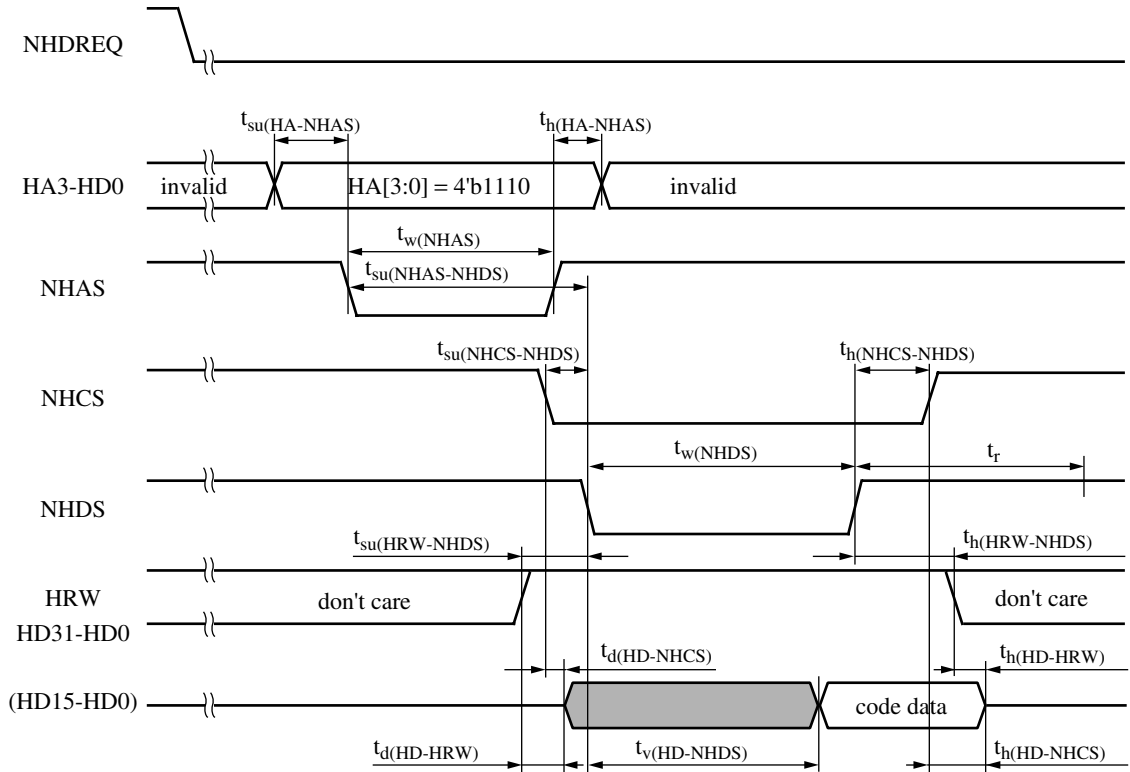 NHDREQ
tsu(HA-NHAS)
th(HA-NHAS)
HA3-HD0
invalid
HA[3:0] = 4'b1110
invalid
tw(NHAS)
tsu(NHAS-NHDS)
NHAS
tsu(NHCS-NHDS)
th(NHCS-NHDS)
NHCS
tw(NHDS)
tr
NHDS
tsu(HRW-NHDS)
th(HRW-NHDS)
HRW
don't care
don't care
HD31-HD0
td(HD-NHCS)
th(HD-HRW)
(HD15-HD0)
code data
td(HD-HRW)
tv(HD-NHDS)
th(HD-NHCS)